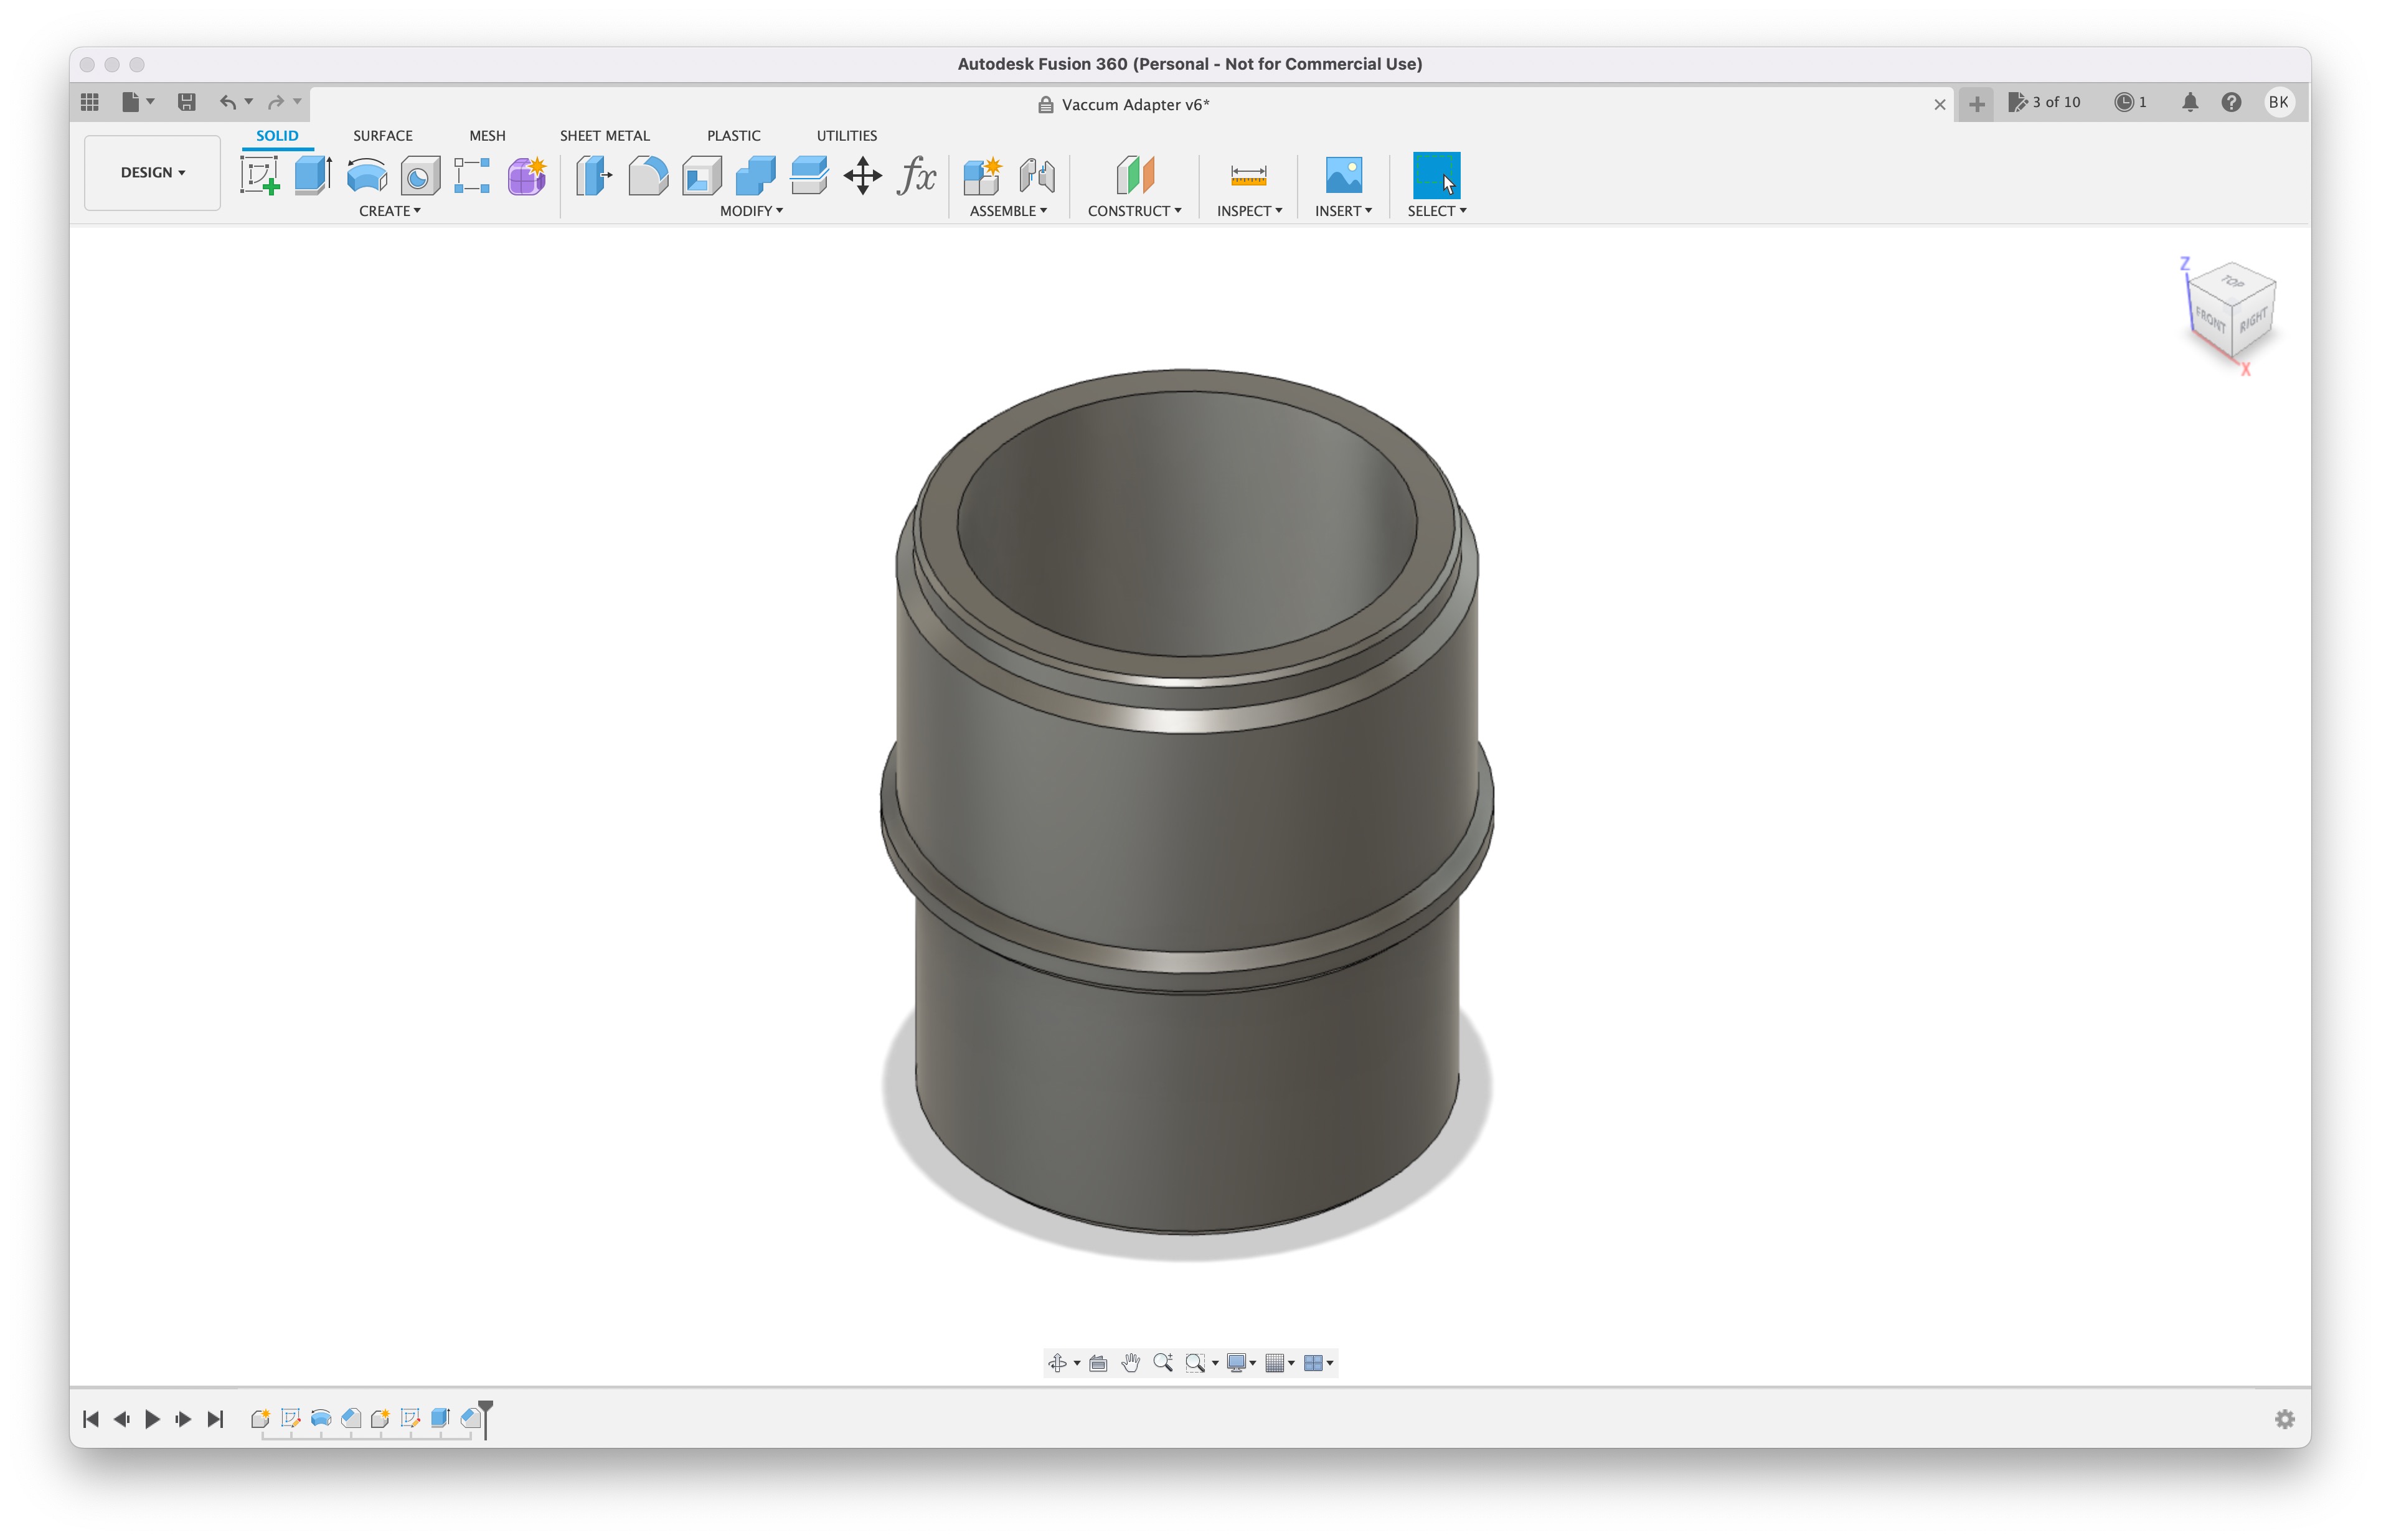 Autodesk Fusion 360 (Personal - Not for Commercial Use)
Vaccum Adapter v6*
3 of 10
1
BK
DESIGN
SOLID
SURFACE
MESH
SHEET METAL
PLASTIC
UTILITIES
fx
CREATE
MODIFY
ASSEMBLE
CONSTRUCT
INSPECT
INSERT
SELECT
Z
TOP
FRONT
RIGHT
X